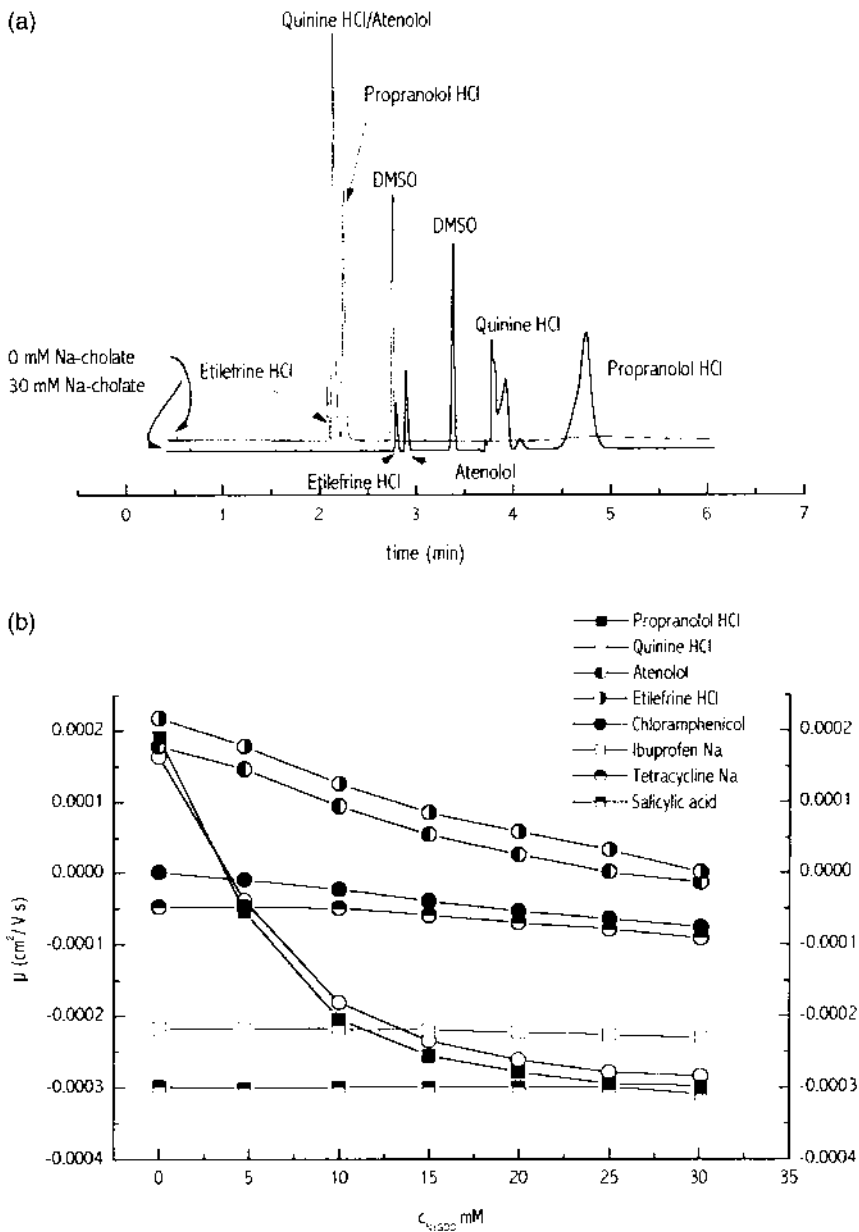 (a)
Quinine HCl/Atenolol
Propranolol HCl
DMSO
DMSO
Quinine HCl
Propranolol HCl
0 mM Na-cholate
30 mM Na-cholate
Etilefrine HCl
Etilefrine HCl
Atenolol
0 1 2 3 4 5 6 7
time (min)
(b)
Propranolol HCl
Quinine HCl
Atenolol
Etilefrine HCl
Chloramphenicol
Ibuprofen Na
Tetracycline Na
Salicylic acid
0.0002 0.0002
0.0001 0.0001
0.0000 0.0000
-0.0001 -0.0001
-0.0002 -0.0002
-0.0003 -0.0003
-0.0004 -0.0004
μ (cm²/Vs)
0 5 10 15 20 25 30 35
c mM